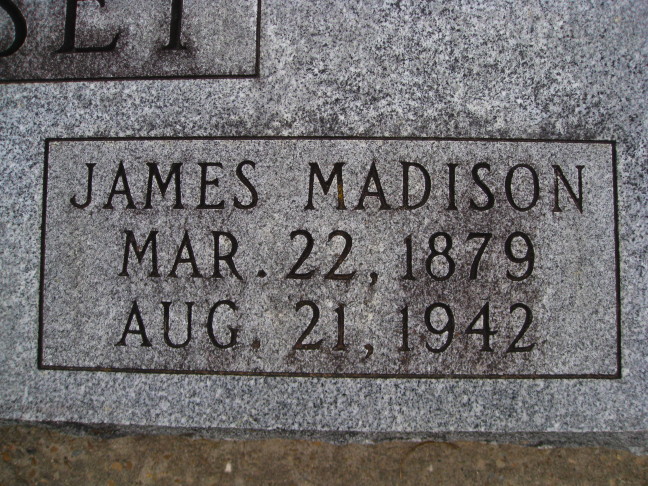 JAMES MADISON
MAR. 22, 1879
AUG. 21, 1942